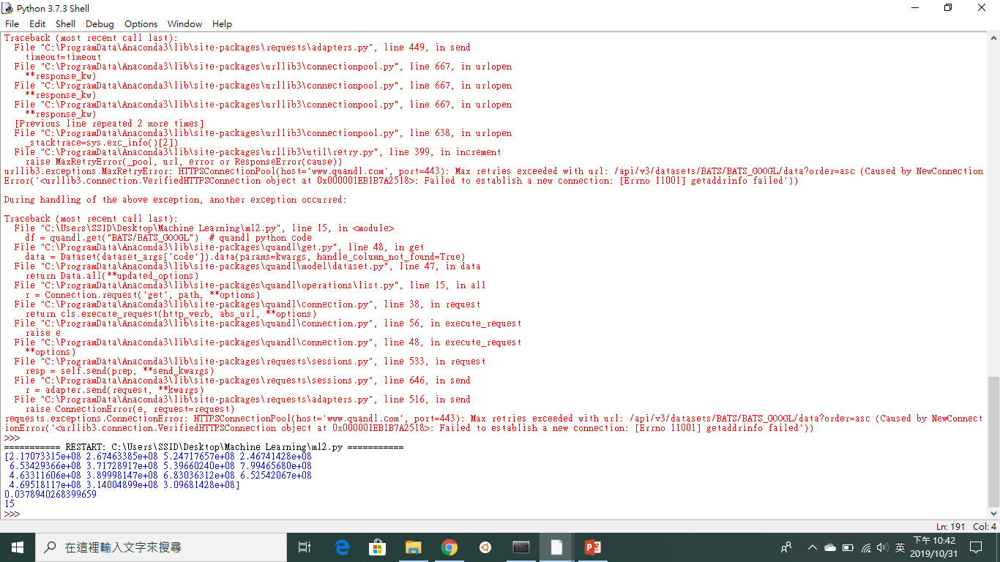 Python 3.7.3 Shell
File Edit Shell Debug Options Window Help
Traceback (most recent call last):
  File "C:\ProgramData\Anaconda3\lib\site-packages\requests\adapters.py", line 449, in send
    timeout=timeout
  File "C:\ProgramData\Anaconda3\lib\site-packages\urllib3\connectionpool.py", line 667, in urlopen
    **response_kw)
  File "C:\ProgramData\Anaconda3\lib\site-packages\urllib3\connectionpool.py", line 667, in urlopen
    **response_kw)
  File "C:\ProgramData\Anaconda3\lib\site-packages\urllib3\connectionpool.py", line 667, in urlopen
    **response_kw)
  [Previous line repeated 2 more times]
  File "C:\ProgramData\Anaconda3\lib\site-packages\urllib3\connectionpool.py", line 638, in urlopen
    _stacktrace=sys.exc_info()[2])
  File "C:\ProgramData\Anaconda3\lib\site-packages\urllib3\util\retry.py", line 399, in increment
    raise MaxRetryError(_pool, url, error or ResponseError(cause))
urllib3.exceptions.MaxRetryError: HTTPSConnectionPool(host='www.quandl.com', port=443): Max retries exceeded with url: /api/v3/datasets/BATS/BATS_GOOGL/data?order=asc (Caused by NewConnection
Error('<urllib3.connection.VerifiedHTTPSConnection object at 0x000001EB1B7A2518>: Failed to establish a new connection: [Errno 11001] getaddrinfo failed'))
During handling of the above exception, another exception occurred:
Traceback (most recent call last):
  File "C:\Users\SSID\Desktop\Machine Learning\ml2.py", line 15, in <module>
    df = quandl.get("BATS/BATS_GOOGL")  # quandl python code
  File "C:\ProgramData\Anaconda3\lib\site-packages\quandl\get.py", line 48, in get
    data = Dataset(dataset_args['code']).data(params=kwargs, handle_column_not_found=True)
  File "C:\ProgramData\Anaconda3\lib\site-packages\quandl\model\dataset.py", line 47, in data
    return Data.all(**updated_options)
  File "C:\ProgramData\Anaconda3\lib\site-packages\quandl\operations\list.py", line 15, in all
    r = Connection.request('get', path, **options)
  File "C:\ProgramData\Anaconda3\lib\site-packages\quandl\connection.py", line 38, in request
    return cls.execute_request(http_verb, abs_url, **options)
  File "C:\ProgramData\Anaconda3\lib\site-packages\quandl\connection.py", line 56, in execute_request
    raise e
  File "C:\ProgramData\Anaconda3\lib\site-packages\quandl\connection.py", line 48, in execute_request
    **options)
  File "C:\ProgramData\Anaconda3\lib\site-packages\requests\sessions.py", line 533, in request
    resp = self.send(prep, **send_kwargs)
  File "C:\ProgramData\Anaconda3\lib\site-packages\requests\sessions.py", line 646, in send
    r = adapter.send(request, **kwargs)
  File "C:\ProgramData\Anaconda3\lib\site-packages\requests\adapters.py", line 516, in send
    raise ConnectionError(e, request=request)
requests.exceptions.ConnectionError: HTTPSConnectionPool(host='www.quandl.com', port=443): Max retries exceeded with url: /api/v3/datasets/BATS/BATS_GOOGL/data?order=asc (Caused by NewConnect
ionError('<urllib3.connection.VerifiedHTTPSConnection object at 0x000001EB1B7A2518>: Failed to establish a new connection: [Errno 11001] getaddrinfo failed'))
>>>
=========== RESTART: C:\Users\SSID\Desktop\Machine Learning\ml2.py ===========
[2.17073315e+08 2.67463385e+08 5.24717657e+08 2.46741428e+08
 6.53429366e+08 3.71728917e+08 5.39660240e+08 7.99465680e+08
 4.63311606e+08 3.89998147e+08 6.83036312e+08 6.52542067e+08
 4.69518117e+08 3.14004899e+08 3.09681428e+08]
0.0378940268399659
15
>>>
Ln: 191 Col: 4
在這裡輸入文字來搜尋
英
下午 10:42
2019/10/31